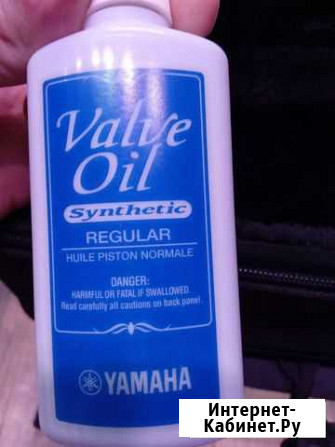 Valve
Oil
Synthetic
REGULAR
HUILE PISTON NORMALE
DANGER:
HARMFUL OR FATAL IF SWALLOWED.
Read carefully all cautions on back panel.
YAMAHA
Интернет-
Кабинет.Ру